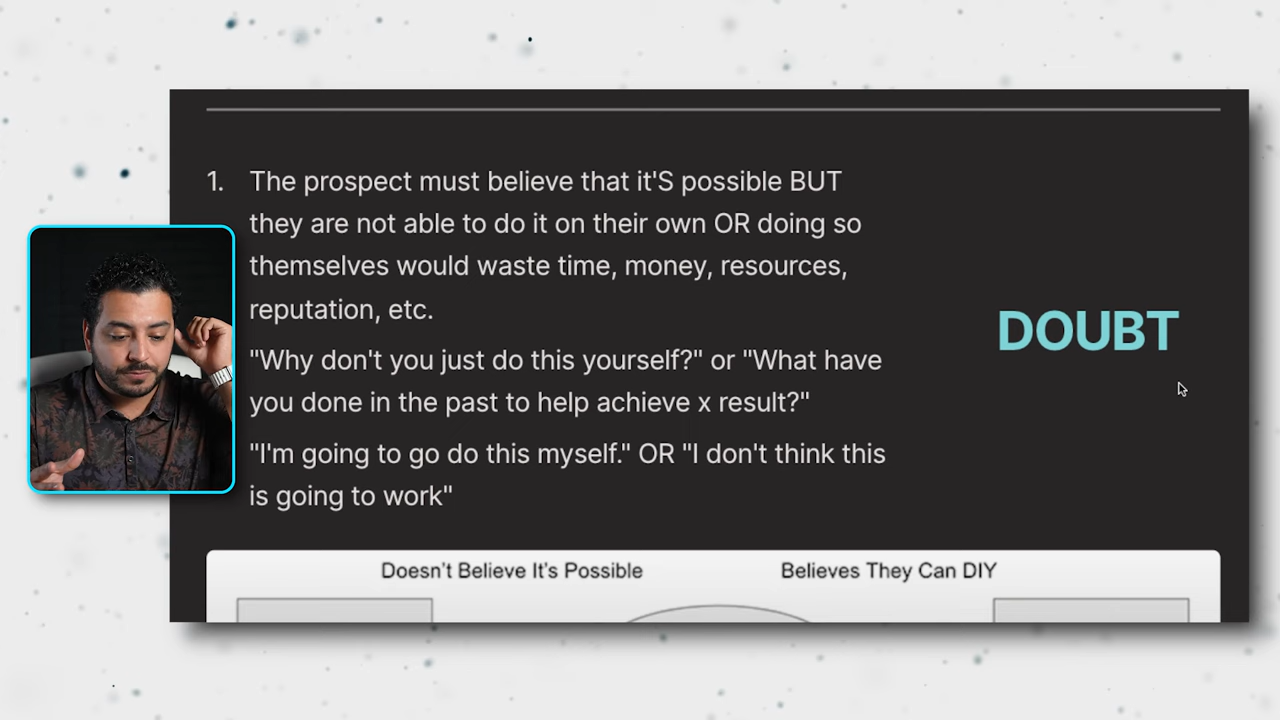 1. The prospect must believe that it'S possible BUT
they are not able to do it on their own OR doing so
themselves would waste time, money, resources,
reputation, etc.
"Why don't you just do this yourself?" or "What have
you done in the past to help achieve x result?"
"I'm going to go do this myself." OR "I don't think this
is going to work"
DOUBT
Doesn't Believe It's Possible
Believes They Can DIY